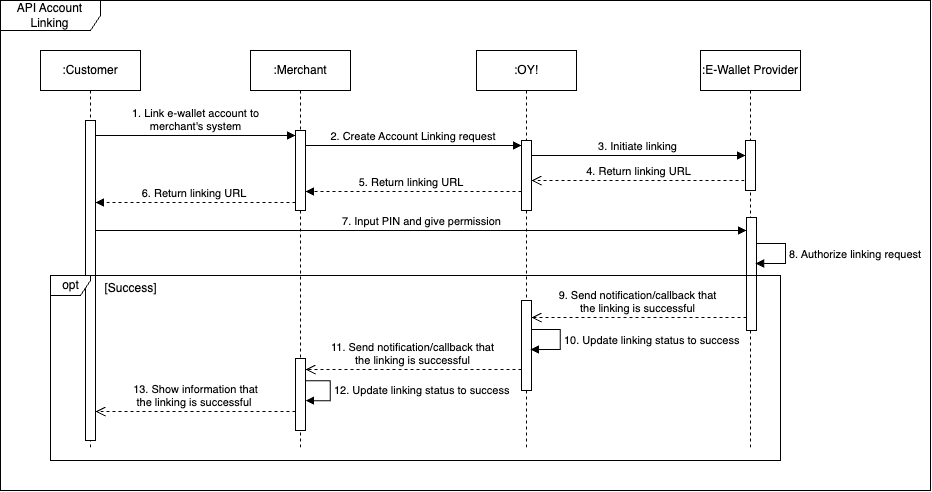 API Account
Linking
:Customer
:Merchant
:OY!
:E-Wallet Provider
1. Link e-wallet account to
merchant's system
2. Create Account Linking request
3. Initiate linking
4. Return linking URL
5. Return linking URL
6. Return linking URL
7. Input PIN and give permission
8. Authorize linking request
opt
[Success]
9. Send notification/callback that
the linking is successful
10. Update linking status to success
11. Send notification/callback that
the linking is successful
12. Update linking status to success
13. Show information that
the linking is successful